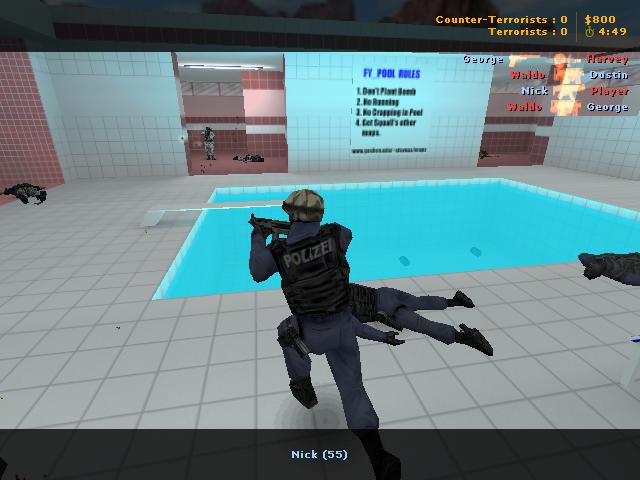 Counter-Terrorists : 0 $800
Terrorists : 0 4:49
George Harvey
Waldo Dustin
Nick Player
Waldo George
FY_POOL RULES
1. Don't Plant Bomb
2. No Running
3. No Crapping in Pool
4. Get Squall's other
maps.
POLIZEI
Nick (55)